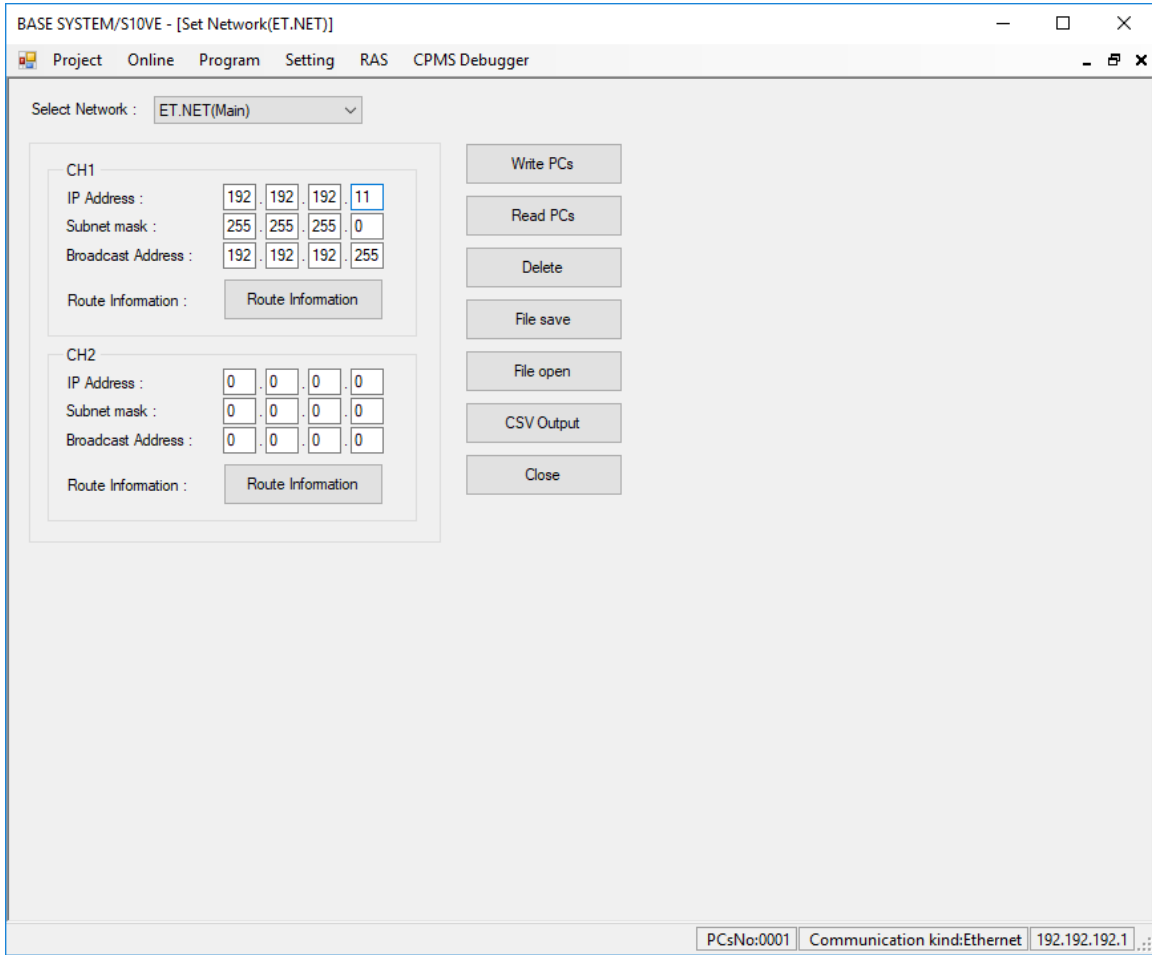 BASE SYSTEM/S10VE - [Set Network(ET.NET)]
Project Online Program Setting RAS CPMS Debugger
Select Network : ET.NET(Main)
CH1
IP Address : 192 . 192 . 192 . 11
Subnet mask : 255 . 255 . 255 . 0
Broadcast Address : 192 . 192 . 192 . 255
Route Information : Route Information
CH2
IP Address : 0 . 0 . 0 . 0
Subnet mask : 0 . 0 . 0 . 0
Broadcast Address : 0 . 0 . 0 . 0
Route Information : Route Information
Write PCs
Read PCs
Delete
File save
File open
CSV Output
Close
PCsNo:0001 Communication kind:Ethernet 192.192.192.1